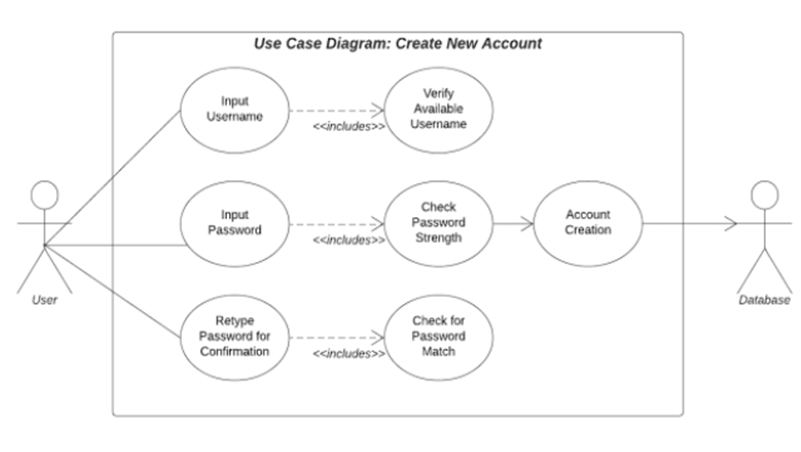 Use Case Diagram: Create New Account
Input
Username
<<includes>>
Verify
Available
Username
Input
Password
<<includes>>
Check
Password
Strength
Account
Creation
User
Database
Retype
Password for
Confirmation
<<includes>>
Check for
Password
Match